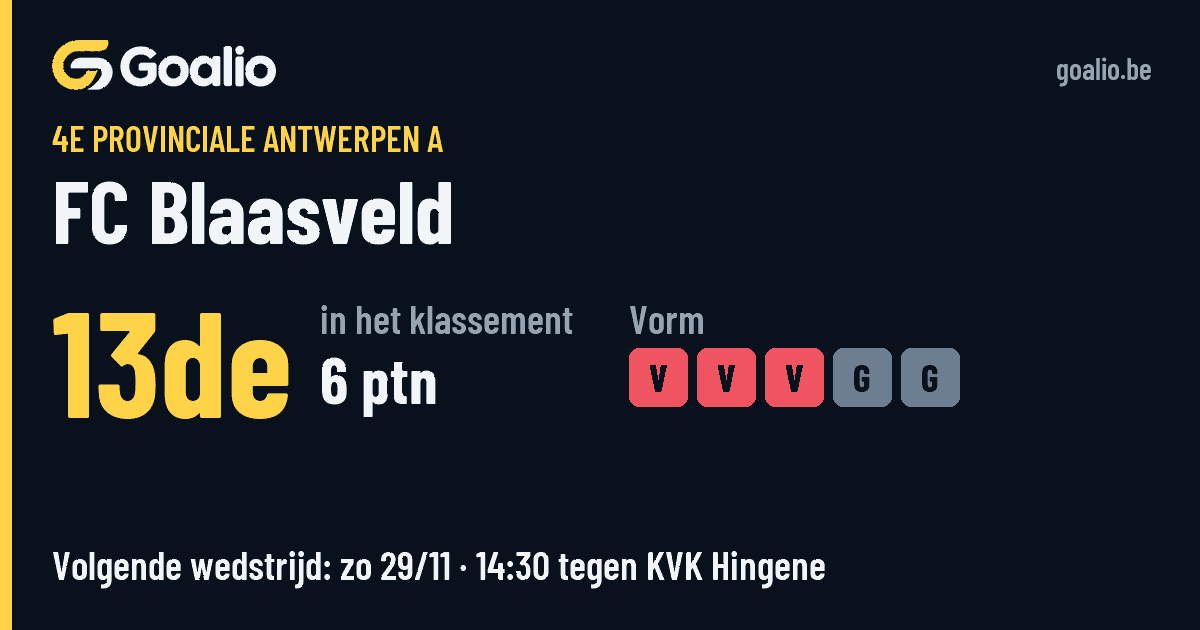 Goalio
goalio.be
4E PROVINCIALE ANTWERPEN A
FC Blaasveld
13de
in het klassement
6 ptn
Vorm
V V V G G
Volgende wedstrijd: zo 29/11 · 14:30 tegen KVK Hingene